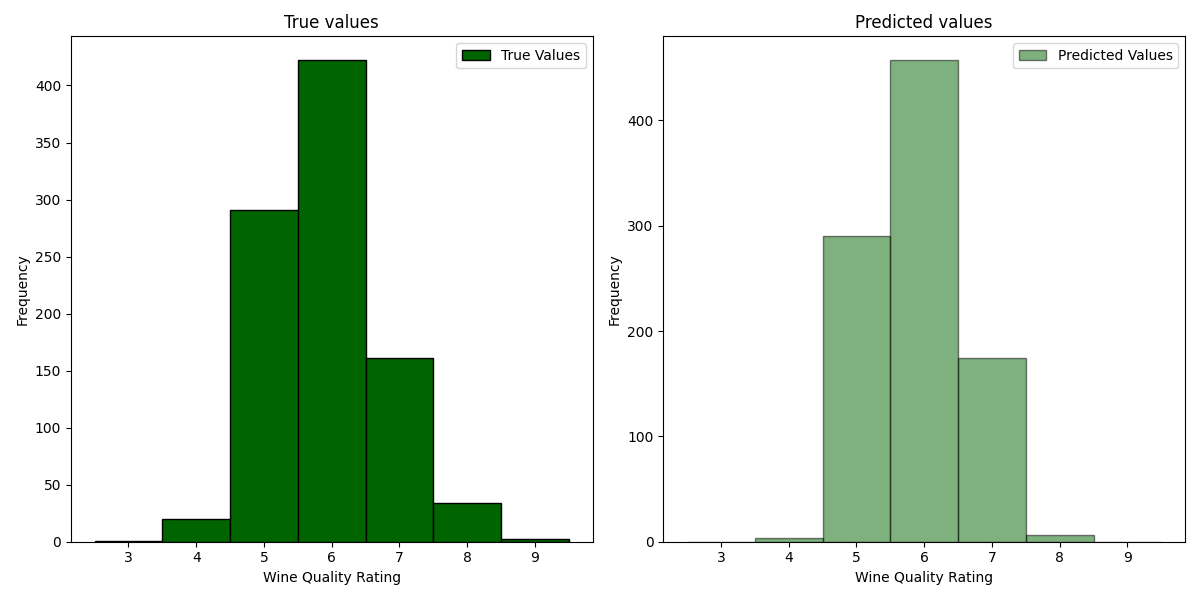 True values
True Values
400
350
300
250
200
150
100
50
0
Frequency
3 4 5 6 7 8 9
Wine Quality Rating
Predicted values
Predicted Values
400
300
200
100
0
Frequency
3 4 5 6 7 8 9
Wine Quality Rating